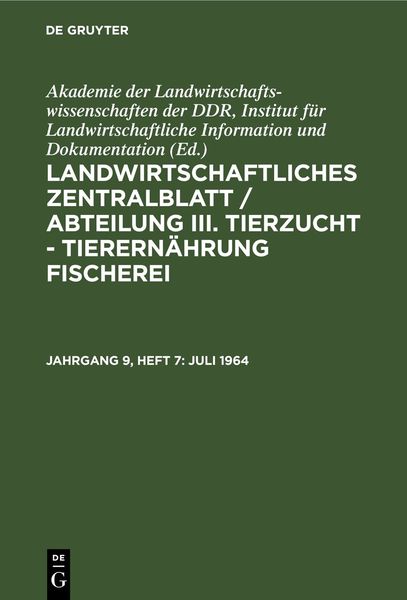 DE GRUYTER
Akademie der Landwirtschafts-
wissenschaften der DDR, Institut für
Landwirtschaftliche Information und
Dokumentation (Ed.)
LANDWIRTSCHAFTLICHES
ZENTRALBLATT /
ABTEILUNG III. TIERZUCHT
- TIERERNÄHRUNG
FISCHEREI
JAHRGANG 9, HEFT 7: JULI 1964
DE
G